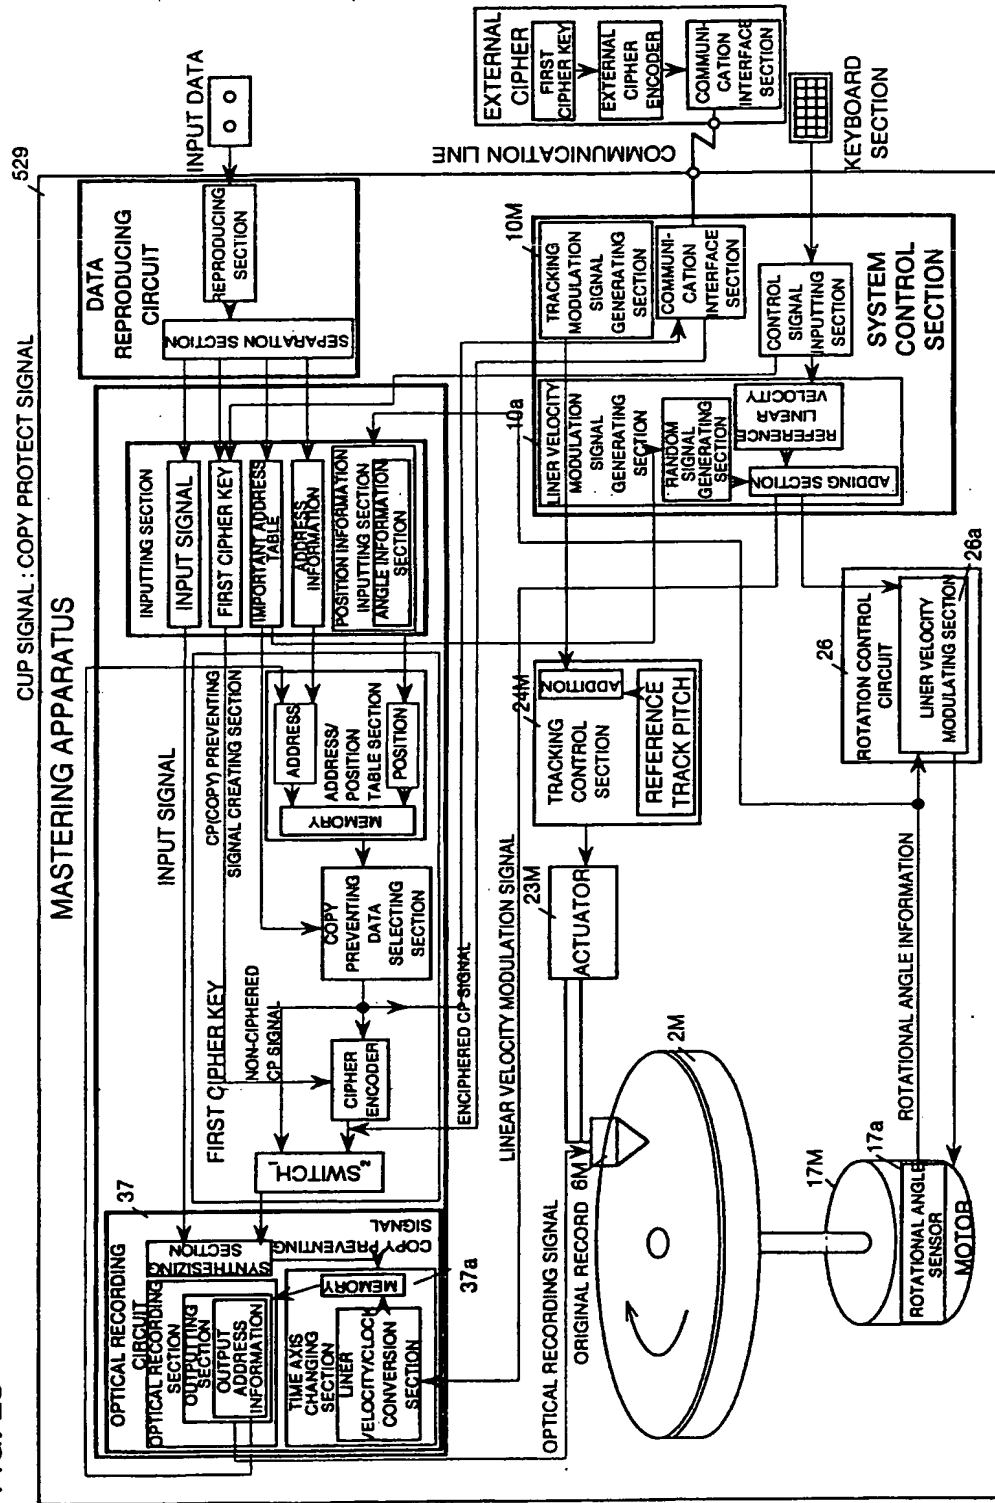 CUP SIGNAL : COPY PROTECT SIGNAL
529
MASTERING APPARATUS
INPUT DATA
DATA
REPRODUCING
CIRCUIT
REPRODUCING
SECTION
SEPARATION SECTION
EXTERNAL
CIPHER
FIRST
CIPHER KEY
EXTERNAL
CIPHER
ENCODER
COMMUNI-
CATION
INTERFACE
SECTION
COMMUNICATION LINE
KEYBOARD
SECTION
INPUTTING SECTION
INPUT SIGNAL
FIRST CIPHER KEY
IMPORTANT ADDRESS
TABLE
ADDRESS
INFORMATION
POSITION INFORMATION
INPUTTING SECTION
ANGLE INFORMATION
SECTION
10M
TRACKING
MODULATION
SIGNAL
GENERATING
SECTION
COMMUNI-
CATION
INTERFACE
SECTION
CONTROL
SIGNAL
INPUTTING
SECTION
SYSTEM
CONTROL
SECTION
10a
LINER VELOCITY
MODULATION
SIGNAL
GENERATING
SECTION
RANDOM
SIGNAL
GENERATING
SECTION
REFERENCE
LINEAR
VELOCITY
ADDING SECTION
INPUT SIGNAL
CP(COPY) PREVENTING
SIGNAL CREATING SECTION
ADDRESS
ADDRESS/
POSITION
TABLE SECTION
POSITION
MEMORY
COPY
PREVENTING
DATA
SELECTING
SECTION
FIRST CIPHER KEY
NON-CIPHERED
CP SIGNAL
CIPHER
ENCODER
SWITCH
1
2
ENCIPHERED CP SIGNAL
LINEAR VELOCITY MODULATION SIGNAL
24M
TRACKING
CONTROL
SECTION
ADDITION
REFERENCE
TRACK PITCH
23M
ACTUATOR
26
ROTATION CONTROL
CIRCUIT
LINER VELOCITY
MODULATING SECTION
26a
37
OPTICAL RECORDING
CIRCUIT
OPTICAL RECORDING
SECTION
OUTPUTING
SECTION
OUTPUT
ADDRESS
INFORMATION
SYNTHESIZING
SECTION
COPY PREVENTING
SIGNAL
TIME AXIS
CHANGING
SECTION
MEMORY
37a
LINER
VELOCITY/CLOCK
CONVERSION
SECTION
OPTICAL RECORDING SIGNAL
ORIGINAL RECORD
6M
2M
ROTATIONAL ANGLE INFORMATION
17M
17a
ROTATIONAL ANGLE
SENSOR
MOTOR